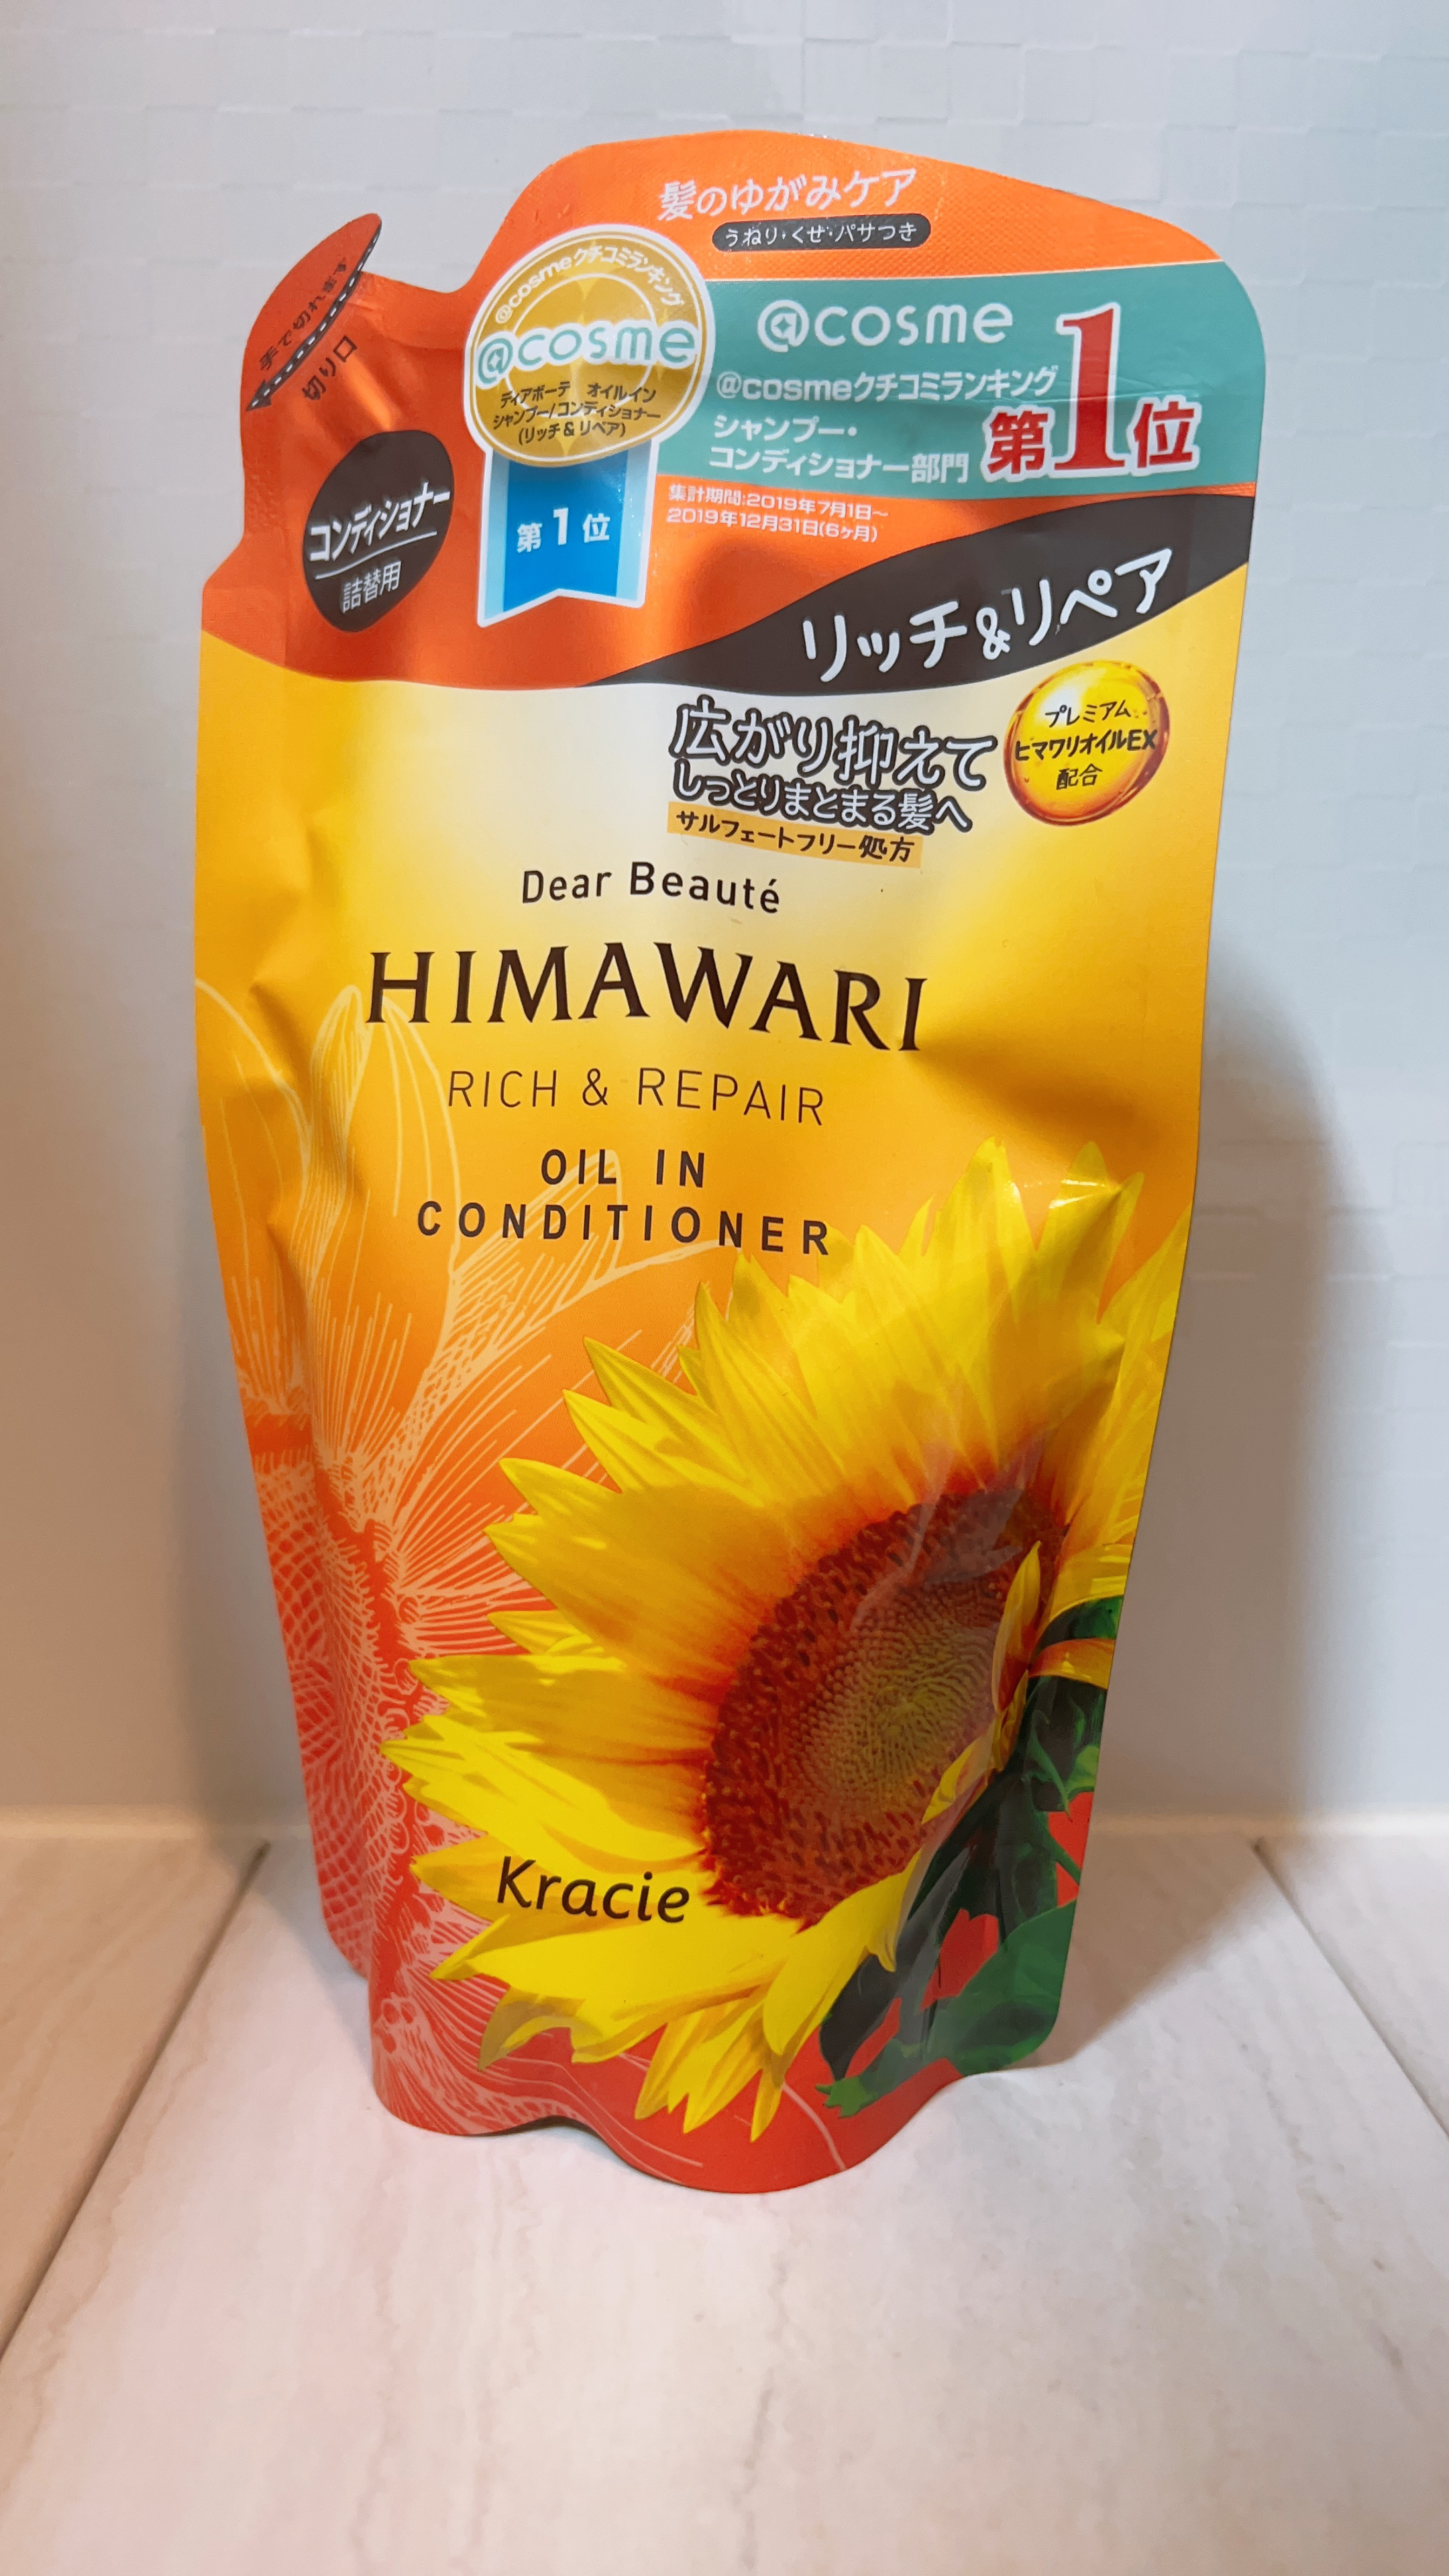 髪のゆがみケア
うねり・くせ・パサつき
手で切れます
切り口
@cosmeクチコミランキング
@cosme
ディアボーテ オイルイン
シャンプー/コンディショナー
(リッチ&リペア)
第1位
@cosme
@cosmeクチコミランキング
シャンプー・
コンディショナー部門
第1位
集計期間:2019年7月1日~
2019年12月31日(6ヶ月)
コンディショナー
詰替用
リッチ&リペア
広がり抑えて
しっとりまとまる髪へ
サルフェートフリー処方
プレミアム
ヒマワリオイルEX
配合
Dear Beauté
HIMAWARI
RICH & REPAIR
OIL IN
CONDITIONER
Kracie